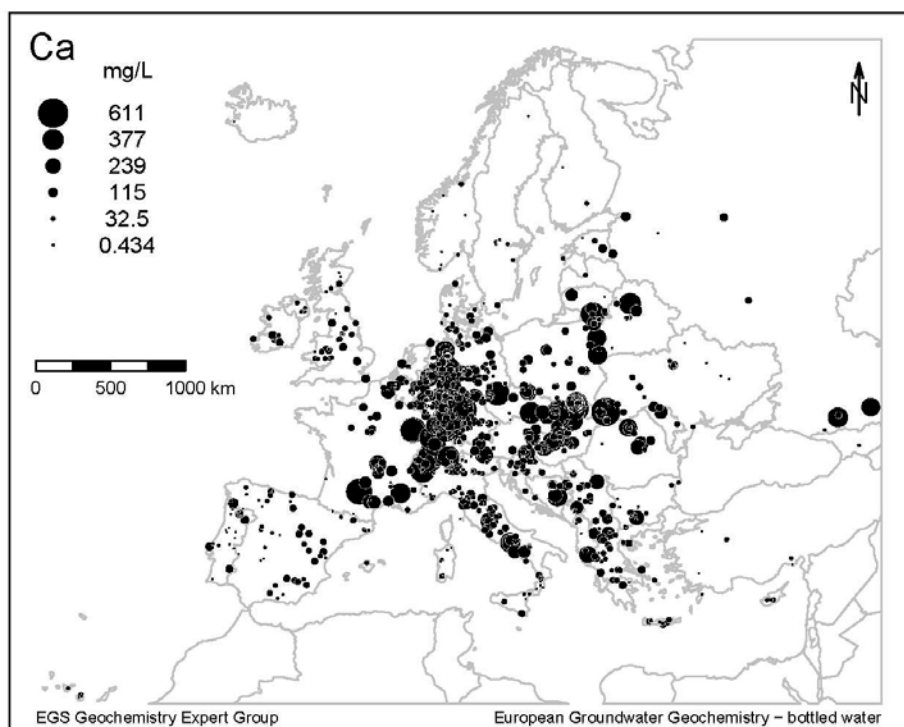 Ca
mg/L
611
377
239
115
32.5
0.434
N
0 500 1000 km
EGS Geochemistry Expert Group
European Groundwater Geochemistry – bottled water